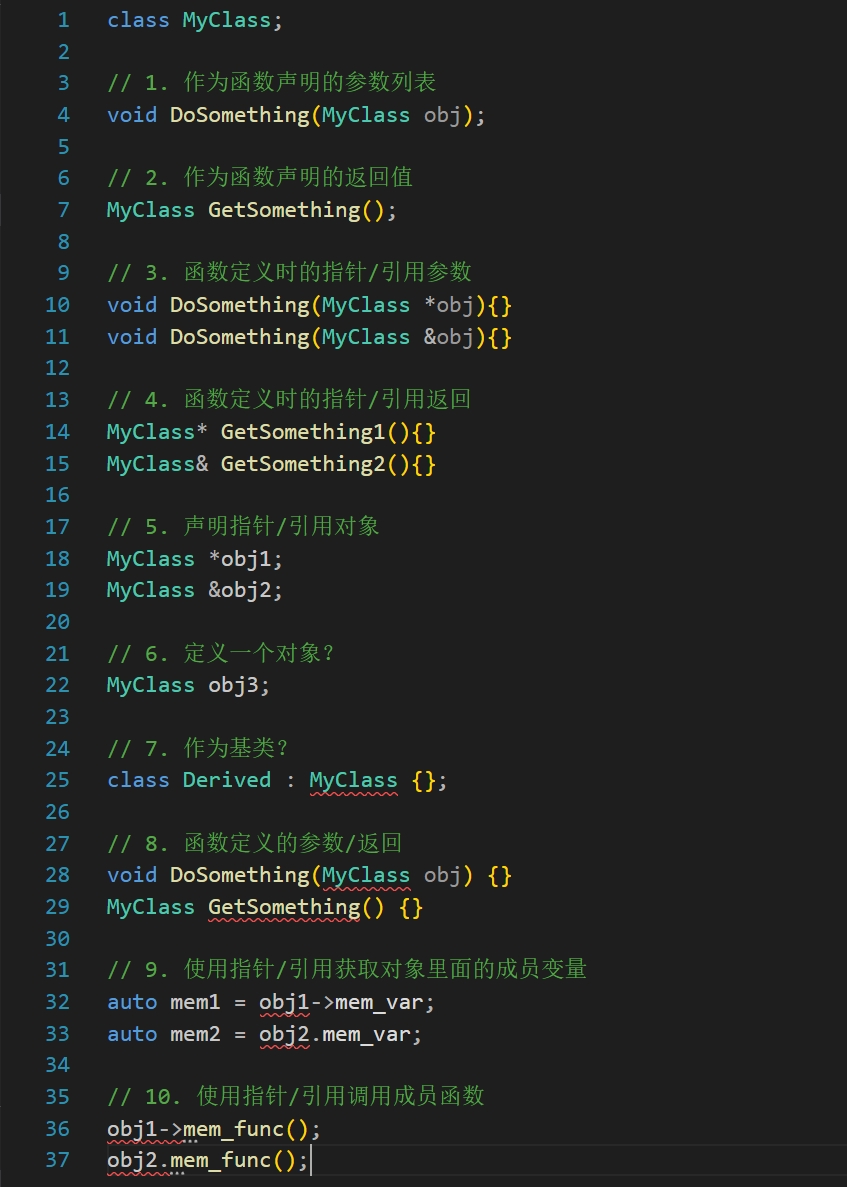 1 class MyClass;
2
3 // 1. 作为函数声明的参数列表
4 void DoSomething(MyClass obj);
5
6 // 2. 作为函数声明的返回值
7 MyClass GetSomething();
8
9 // 3. 函数定义时的指针/引用参数
10 void DoSomething(MyClass *obj){}
11 void DoSomething(MyClass &obj){}
12
13 // 4. 函数定义时的指针/引用返回
14 MyClass* GetSomething1(){}
15 MyClass& GetSomething2(){}
16
17 // 5. 声明指针/引用对象
18 MyClass *obj1;
19 MyClass &obj2;
20
21 // 6. 定义一个对象?
22 MyClass obj3;
23
24 // 7. 作为基类?
25 class Derived : MyClass {};
26
27 // 8. 函数定义的参数/返回
28 void DoSomething(MyClass obj) {}
29 MyClass GetSomething() {}
30
31 // 9. 使用指针/引用获取对象里面的成员变量
32 auto mem1 = obj1->mem_var;
33 auto mem2 = obj2.mem_var;
34
35 // 10. 使用指针/引用调用成员函数
36 obj1->mem_func();
37 obj2.mem_func();